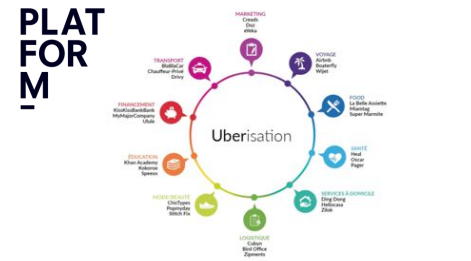 PLAT
FOR
M
MARKETING
Creads
VOYAGE
Airbnb
Boaterfly
Wijet
FOOD
La Belle Assiette
Miamtag
Super Marmite
SANTÉ
Heal
Oscar
Pager
SERVICES À DOMICILE
Ding Dong
Hellocasa
Zilok
LOGISTIQUE
Cubyn
Bird Office
Zipments
MODE/BEAUTÉ
ChicTypes
Popmyday
Stitch Fix
ÉDUCATION
Khan Academy
Kokoroe
Speexx
FINANCEMENT
KissKissBankBank
MyMajorCompany
Ulule
TRANSPORT
BlaBlaCar
Chauffeur-Privé
Drivy
Uberisation